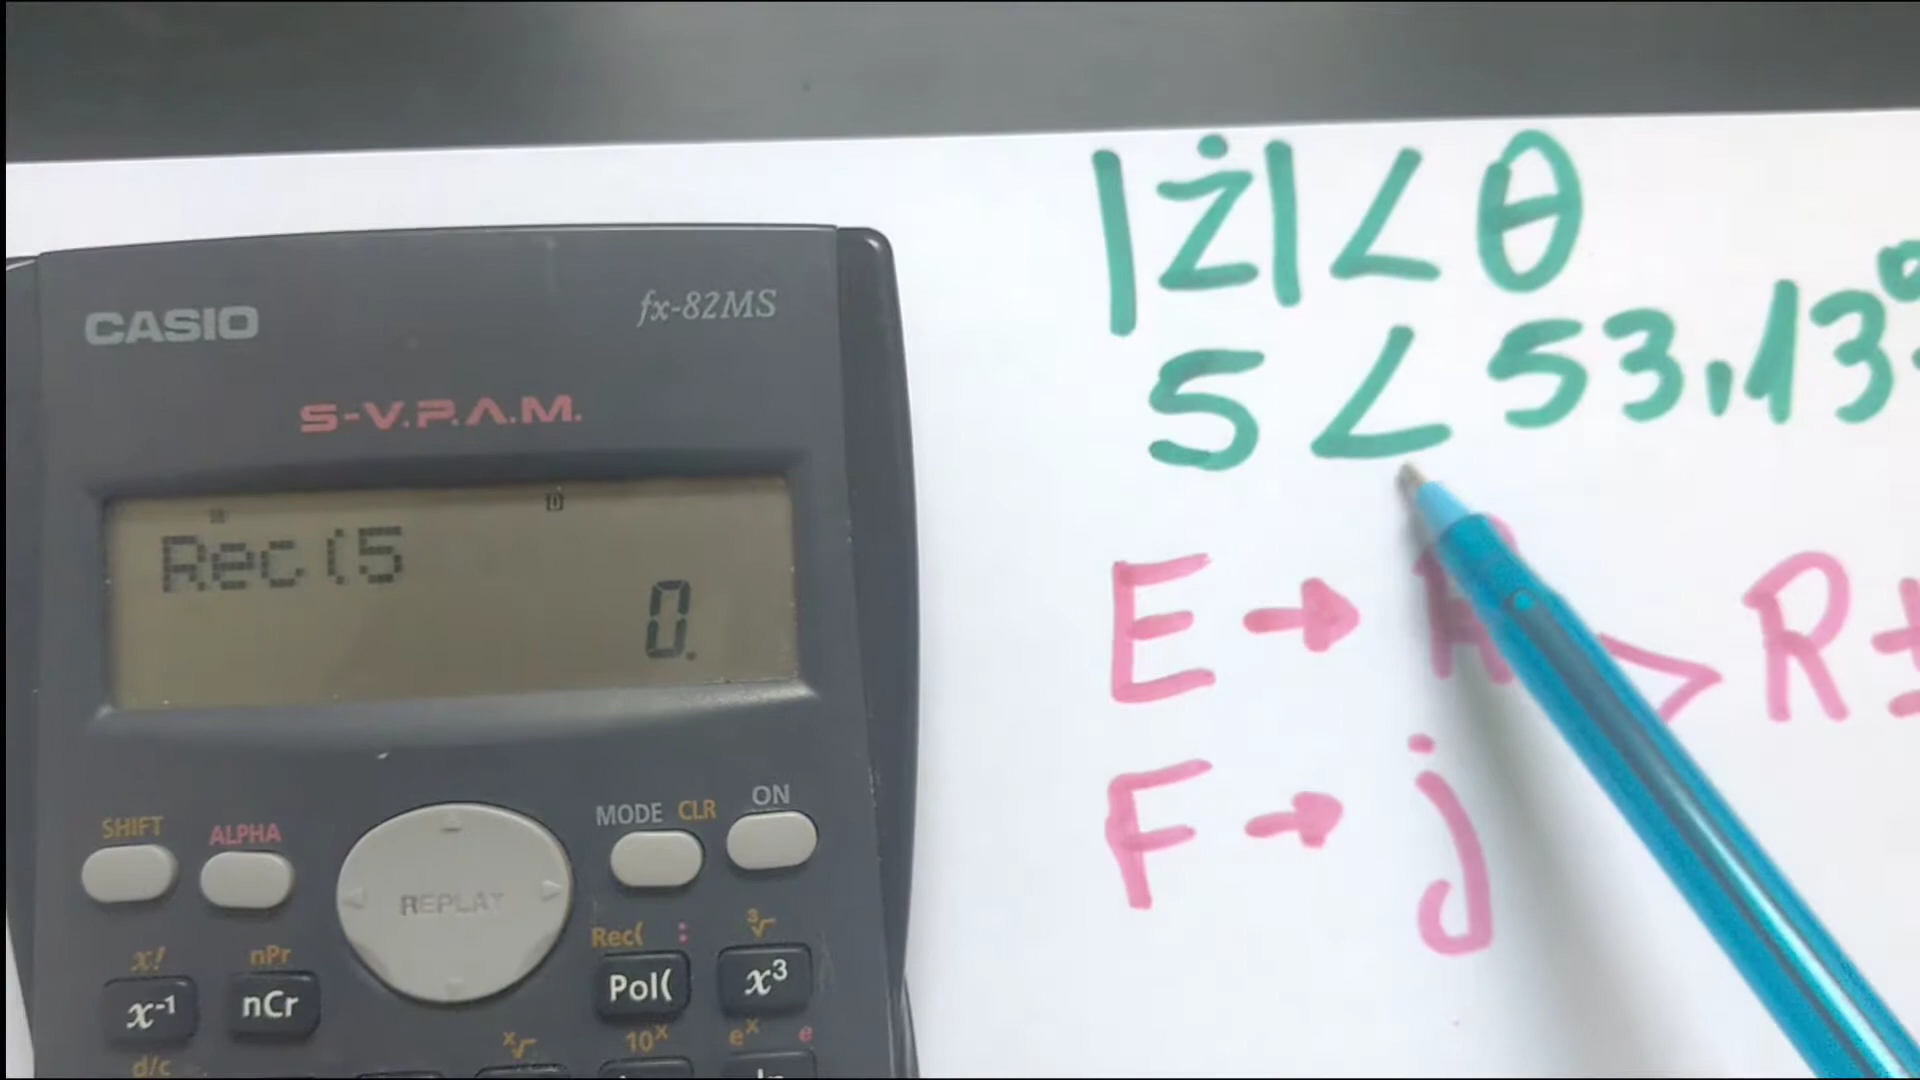 |Ż| ∠ θ
5 ∠ 53,13°
E → R > R ±
F → j
CASIO
fx-82MS
S-V.P.A.M.
D
Rec(5
0.
SHIFT
ALPHA
REPLAY
MODE CLR
ON
x!
nPr
Rec( :
³√
x⁻¹
nCr
Pol(
x³
d/c
ˣ√
10ˣ
eˣ e